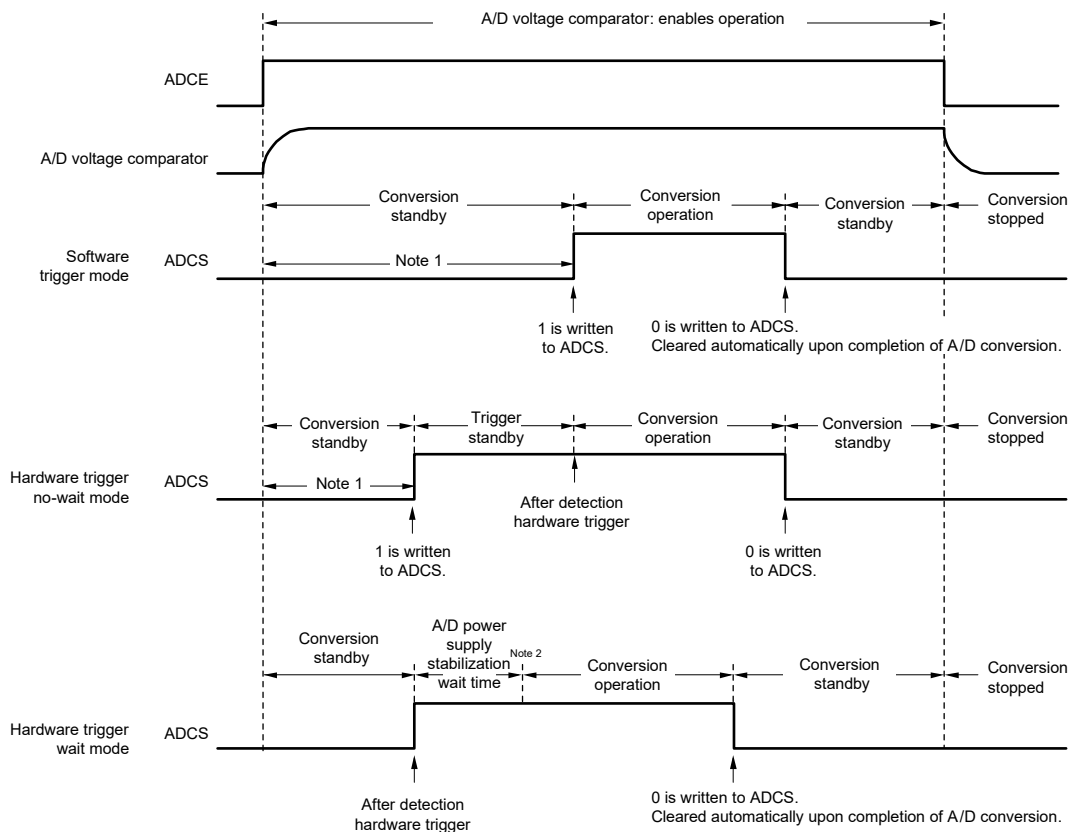 A/D voltage comparator: enables operation
ADCE
A/D voltage comparator
Conversion
standby
Conversion
operation
Conversion
standby
Conversion
stopped
Software
trigger mode
ADCS
Note 1
1 is written
to ADCS.
0 is written to ADCS.
Cleared automatically upon completion of A/D conversion.
Conversion
standby
Trigger
standby
Conversion
operation
Conversion
standby
Conversion
stopped
Hardware trigger
no-wait mode
ADCS
Note 1
After detection
hardware trigger
1 is written
to ADCS.
0 is written
to ADCS.
Conversion
standby
A/D power
supply
stabilization
wait time
Note 2
Conversion
operation
Conversion
standby
Conversion
stopped
Hardware trigger
wait mode
ADCS
After detection
hardware trigger
0 is written to ADCS.
Cleared automatically upon completion of A/D conversion.